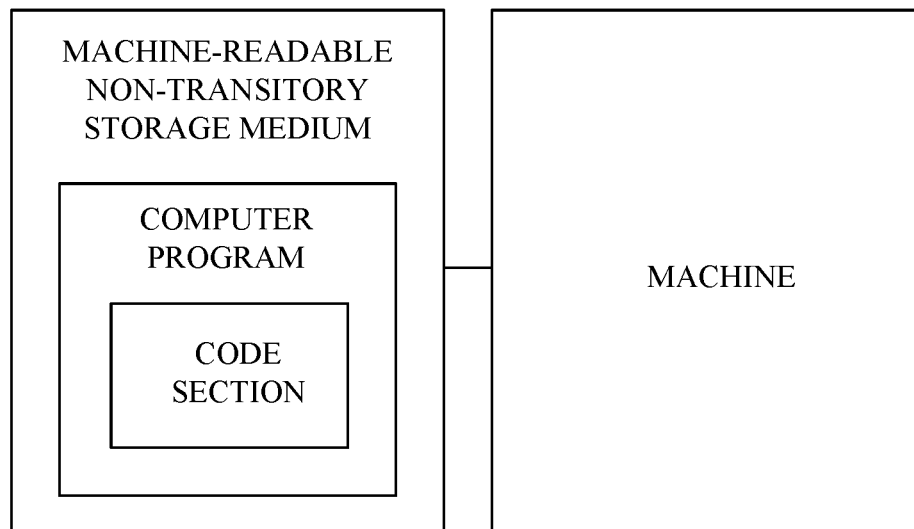 MACHINE-READABLE
NON-TRANSITORY
STORAGE MEDIUM
COMPUTER
PROGRAM
CODE
SECTION
MACHINE